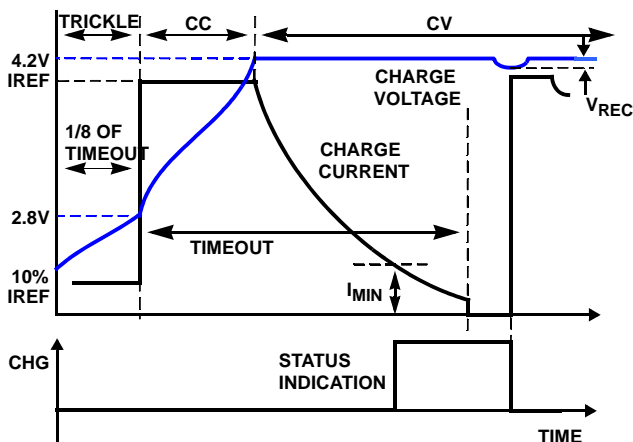 TRICKLE
CC
CV
4.2V
IREF
CHARGE
VOLTAGE
VREC
1/8 OF
TIMEOUT
CHARGE
CURRENT
2.8V
TIMEOUT
10%
IREF
IMIN
CHG
STATUS
INDICATION
TIME